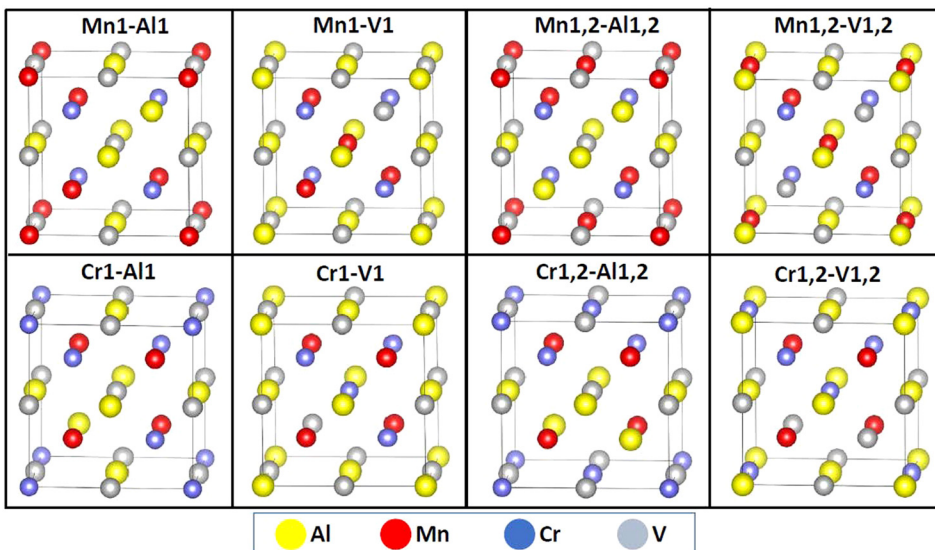 Mn1-Al1
Mn1-V1
Mn1,2-Al1,2
Mn1,2-V1,2
Cr1-Al1
Cr1-V1
Cr1,2-Al1,2
Cr1,2-V1,2
Al Mn Cr V